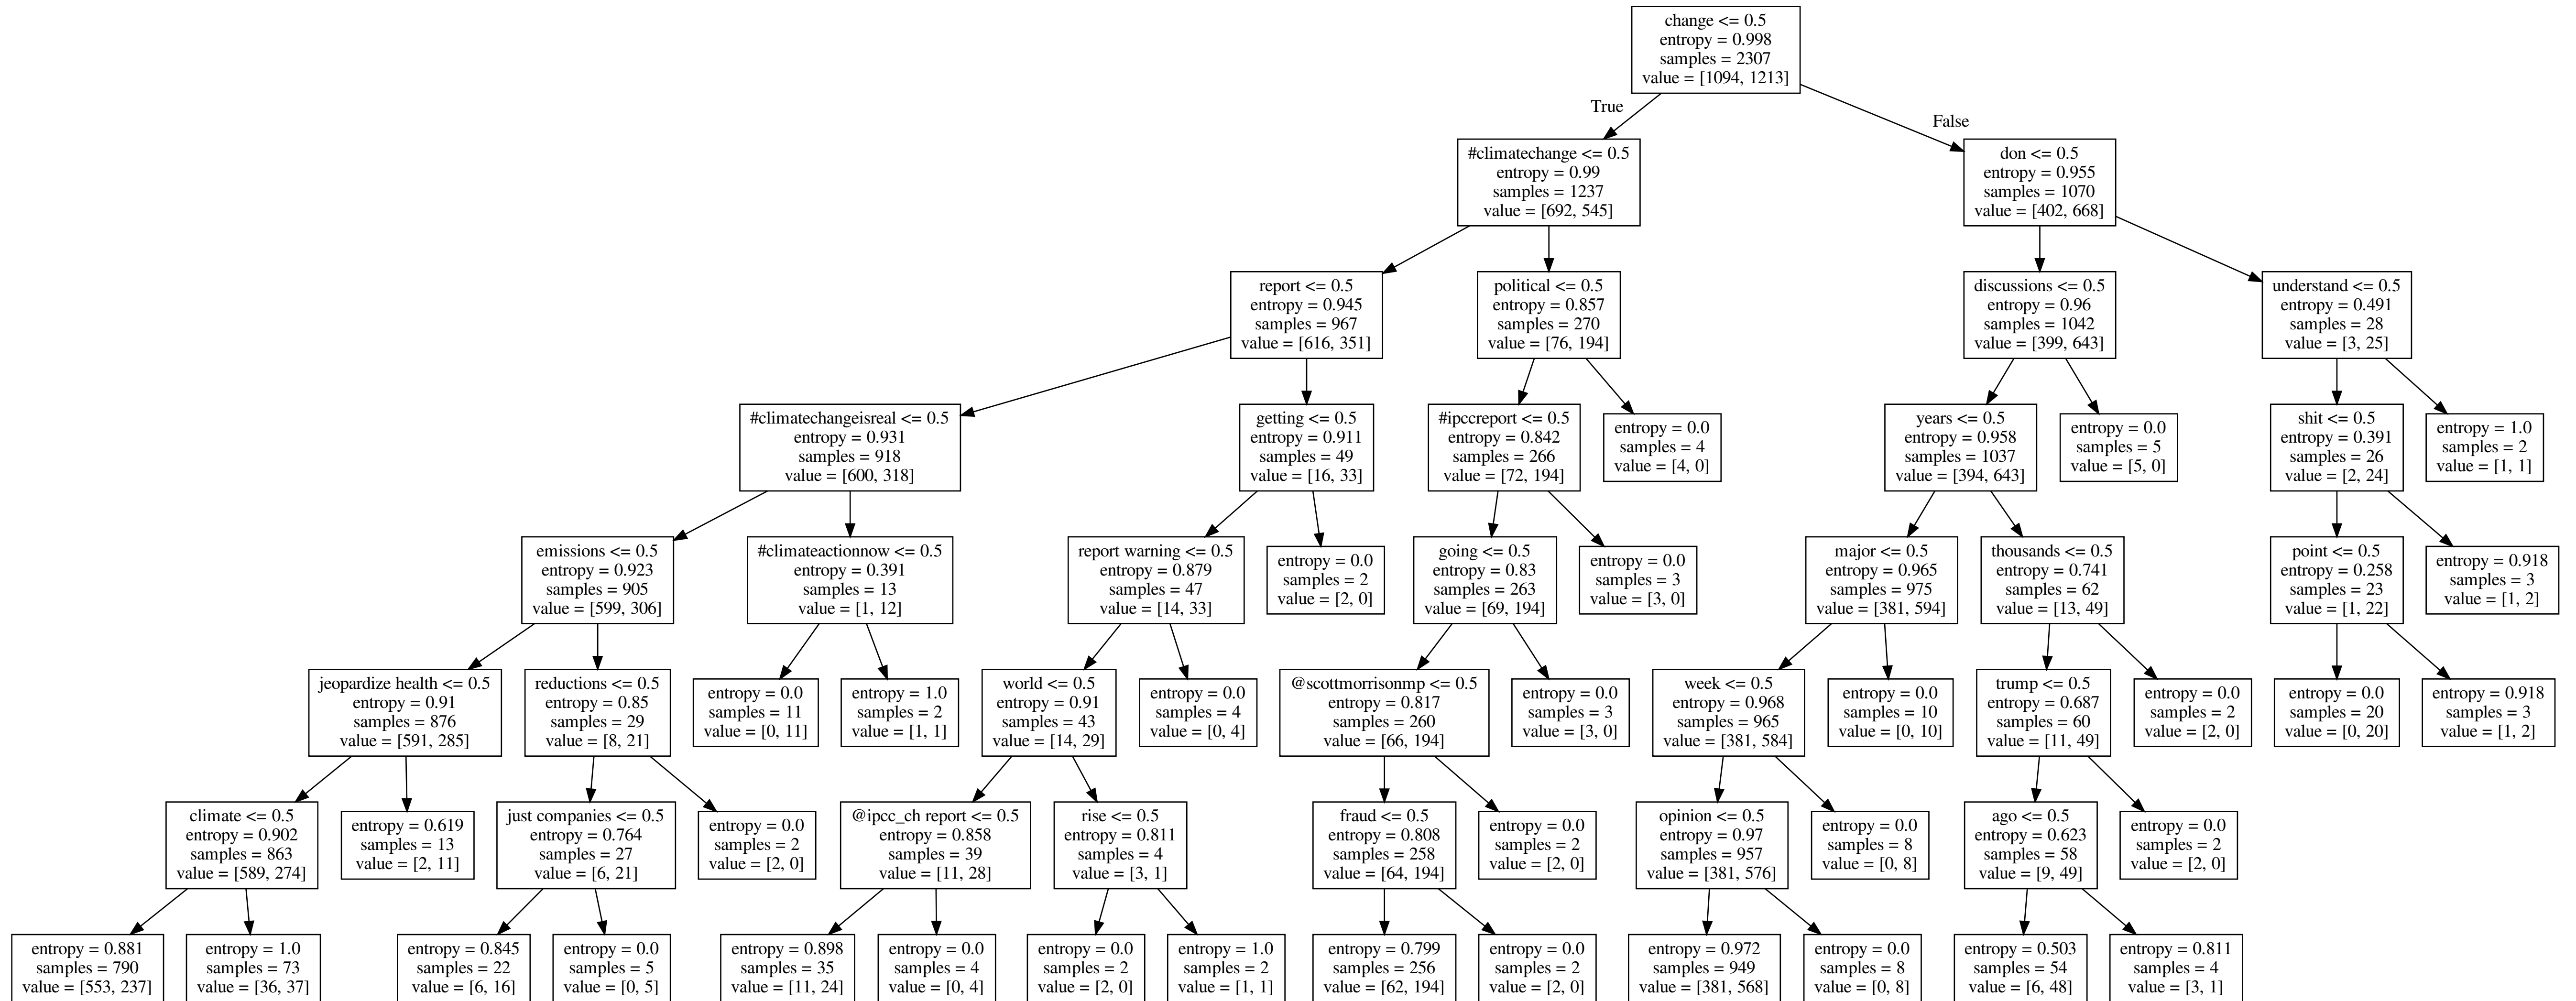 change <= 0.5
entropy = 0.998
samples = 2307
value = [1094, 1213]
True
False
#climatechange <= 0.5
entropy = 0.99
samples = 1237
value = [692, 545]
don <= 0.5
entropy = 0.955
samples = 1070
value = [402, 668]
report <= 0.5
entropy = 0.945
samples = 967
value = [616, 351]
political <= 0.5
entropy = 0.857
samples = 270
value = [76, 194]
discussions <= 0.5
entropy = 0.96
samples = 1042
value = [399, 643]
understand <= 0.5
entropy = 0.491
samples = 28
value = [3, 25]
#climatechangeisreal <= 0.5
entropy = 0.931
samples = 918
value = [600, 318]
getting <= 0.5
entropy = 0.911
samples = 49
value = [16, 33]
#ipccreport <= 0.5
entropy = 0.842
samples = 266
value = [72, 194]
entropy = 0.0
samples = 4
value = [4, 0]
years <= 0.5
entropy = 0.958
samples = 1037
value = [394, 643]
entropy = 0.0
samples = 5
value = [5, 0]
shit <= 0.5
entropy = 0.391
samples = 26
value = [2, 24]
entropy = 1.0
samples = 2
value = [1, 1]
emissions <= 0.5
entropy = 0.923
samples = 905
value = [599, 306]
#climateactionnow <= 0.5
entropy = 0.391
samples = 13
value = [1, 12]
report warning <= 0.5
entropy = 0.879
samples = 47
value = [14, 33]
entropy = 0.0
samples = 2
value = [2, 0]
going <= 0.5
entropy = 0.83
samples = 263
value = [69, 194]
entropy = 0.0
samples = 3
value = [3, 0]
major <= 0.5
entropy = 0.965
samples = 975
value = [381, 594]
thousands <= 0.5
entropy = 0.741
samples = 62
value = [13, 49]
point <= 0.5
entropy = 0.258
samples = 23
value = [1, 22]
entropy = 0.918
samples = 3
value = [1, 2]
jeopardize health <= 0.5
entropy = 0.91
samples = 876
value = [591, 285]
reductions <= 0.5
entropy = 0.85
samples = 29
value = [8, 21]
entropy = 0.0
samples = 11
value = [0, 11]
entropy = 1.0
samples = 2
value = [1, 1]
world <= 0.5
entropy = 0.91
samples = 43
value = [14, 29]
entropy = 0.0
samples = 4
value = [0, 4]
@scottmorrisonmp <= 0.5
entropy = 0.817
samples = 260
value = [66, 194]
entropy = 0.0
samples = 3
value = [3, 0]
week <= 0.5
entropy = 0.968
samples = 965
value = [381, 584]
entropy = 0.0
samples = 10
value = [0, 10]
trump <= 0.5
entropy = 0.687
samples = 60
value = [11, 49]
entropy = 0.0
samples = 2
value = [2, 0]
entropy = 0.0
samples = 20
value = [0, 20]
entropy = 0.918
samples = 3
value = [1, 2]
climate <= 0.5
entropy = 0.902
samples = 863
value = [589, 274]
entropy = 0.619
samples = 13
value = [2, 11]
just companies <= 0.5
entropy = 0.764
samples = 27
value = [6, 21]
entropy = 0.0
samples = 2
value = [2, 0]
@ipcc_ch report <= 0.5
entropy = 0.858
samples = 39
value = [11, 28]
rise <= 0.5
entropy = 0.811
samples = 4
value = [3, 1]
fraud <= 0.5
entropy = 0.808
samples = 258
value = [64, 194]
entropy = 0.0
samples = 2
value = [2, 0]
opinion <= 0.5
entropy = 0.97
samples = 957
value = [381, 576]
entropy = 0.0
samples = 8
value = [0, 8]
ago <= 0.5
entropy = 0.623
samples = 58
value = [9, 49]
entropy = 0.0
samples = 2
value = [2, 0]
entropy = 0.881
samples = 790
value = [553, 237]
entropy = 1.0
samples = 73
value = [36, 37]
entropy = 0.845
samples = 22
value = [6, 16]
entropy = 0.0
samples = 5
value = [0, 5]
entropy = 0.898
samples = 35
value = [11, 24]
entropy = 0.0
samples = 4
value = [0, 4]
entropy = 0.0
samples = 2
value = [2, 0]
entropy = 1.0
samples = 2
value = [1, 1]
entropy = 0.799
samples = 256
value = [62, 194]
entropy = 0.0
samples = 2
value = [2, 0]
entropy = 0.972
samples = 949
value = [381, 568]
entropy = 0.0
samples = 8
value = [0, 8]
entropy = 0.503
samples = 54
value = [6, 48]
entropy = 0.811
samples = 4
value = [3, 1]